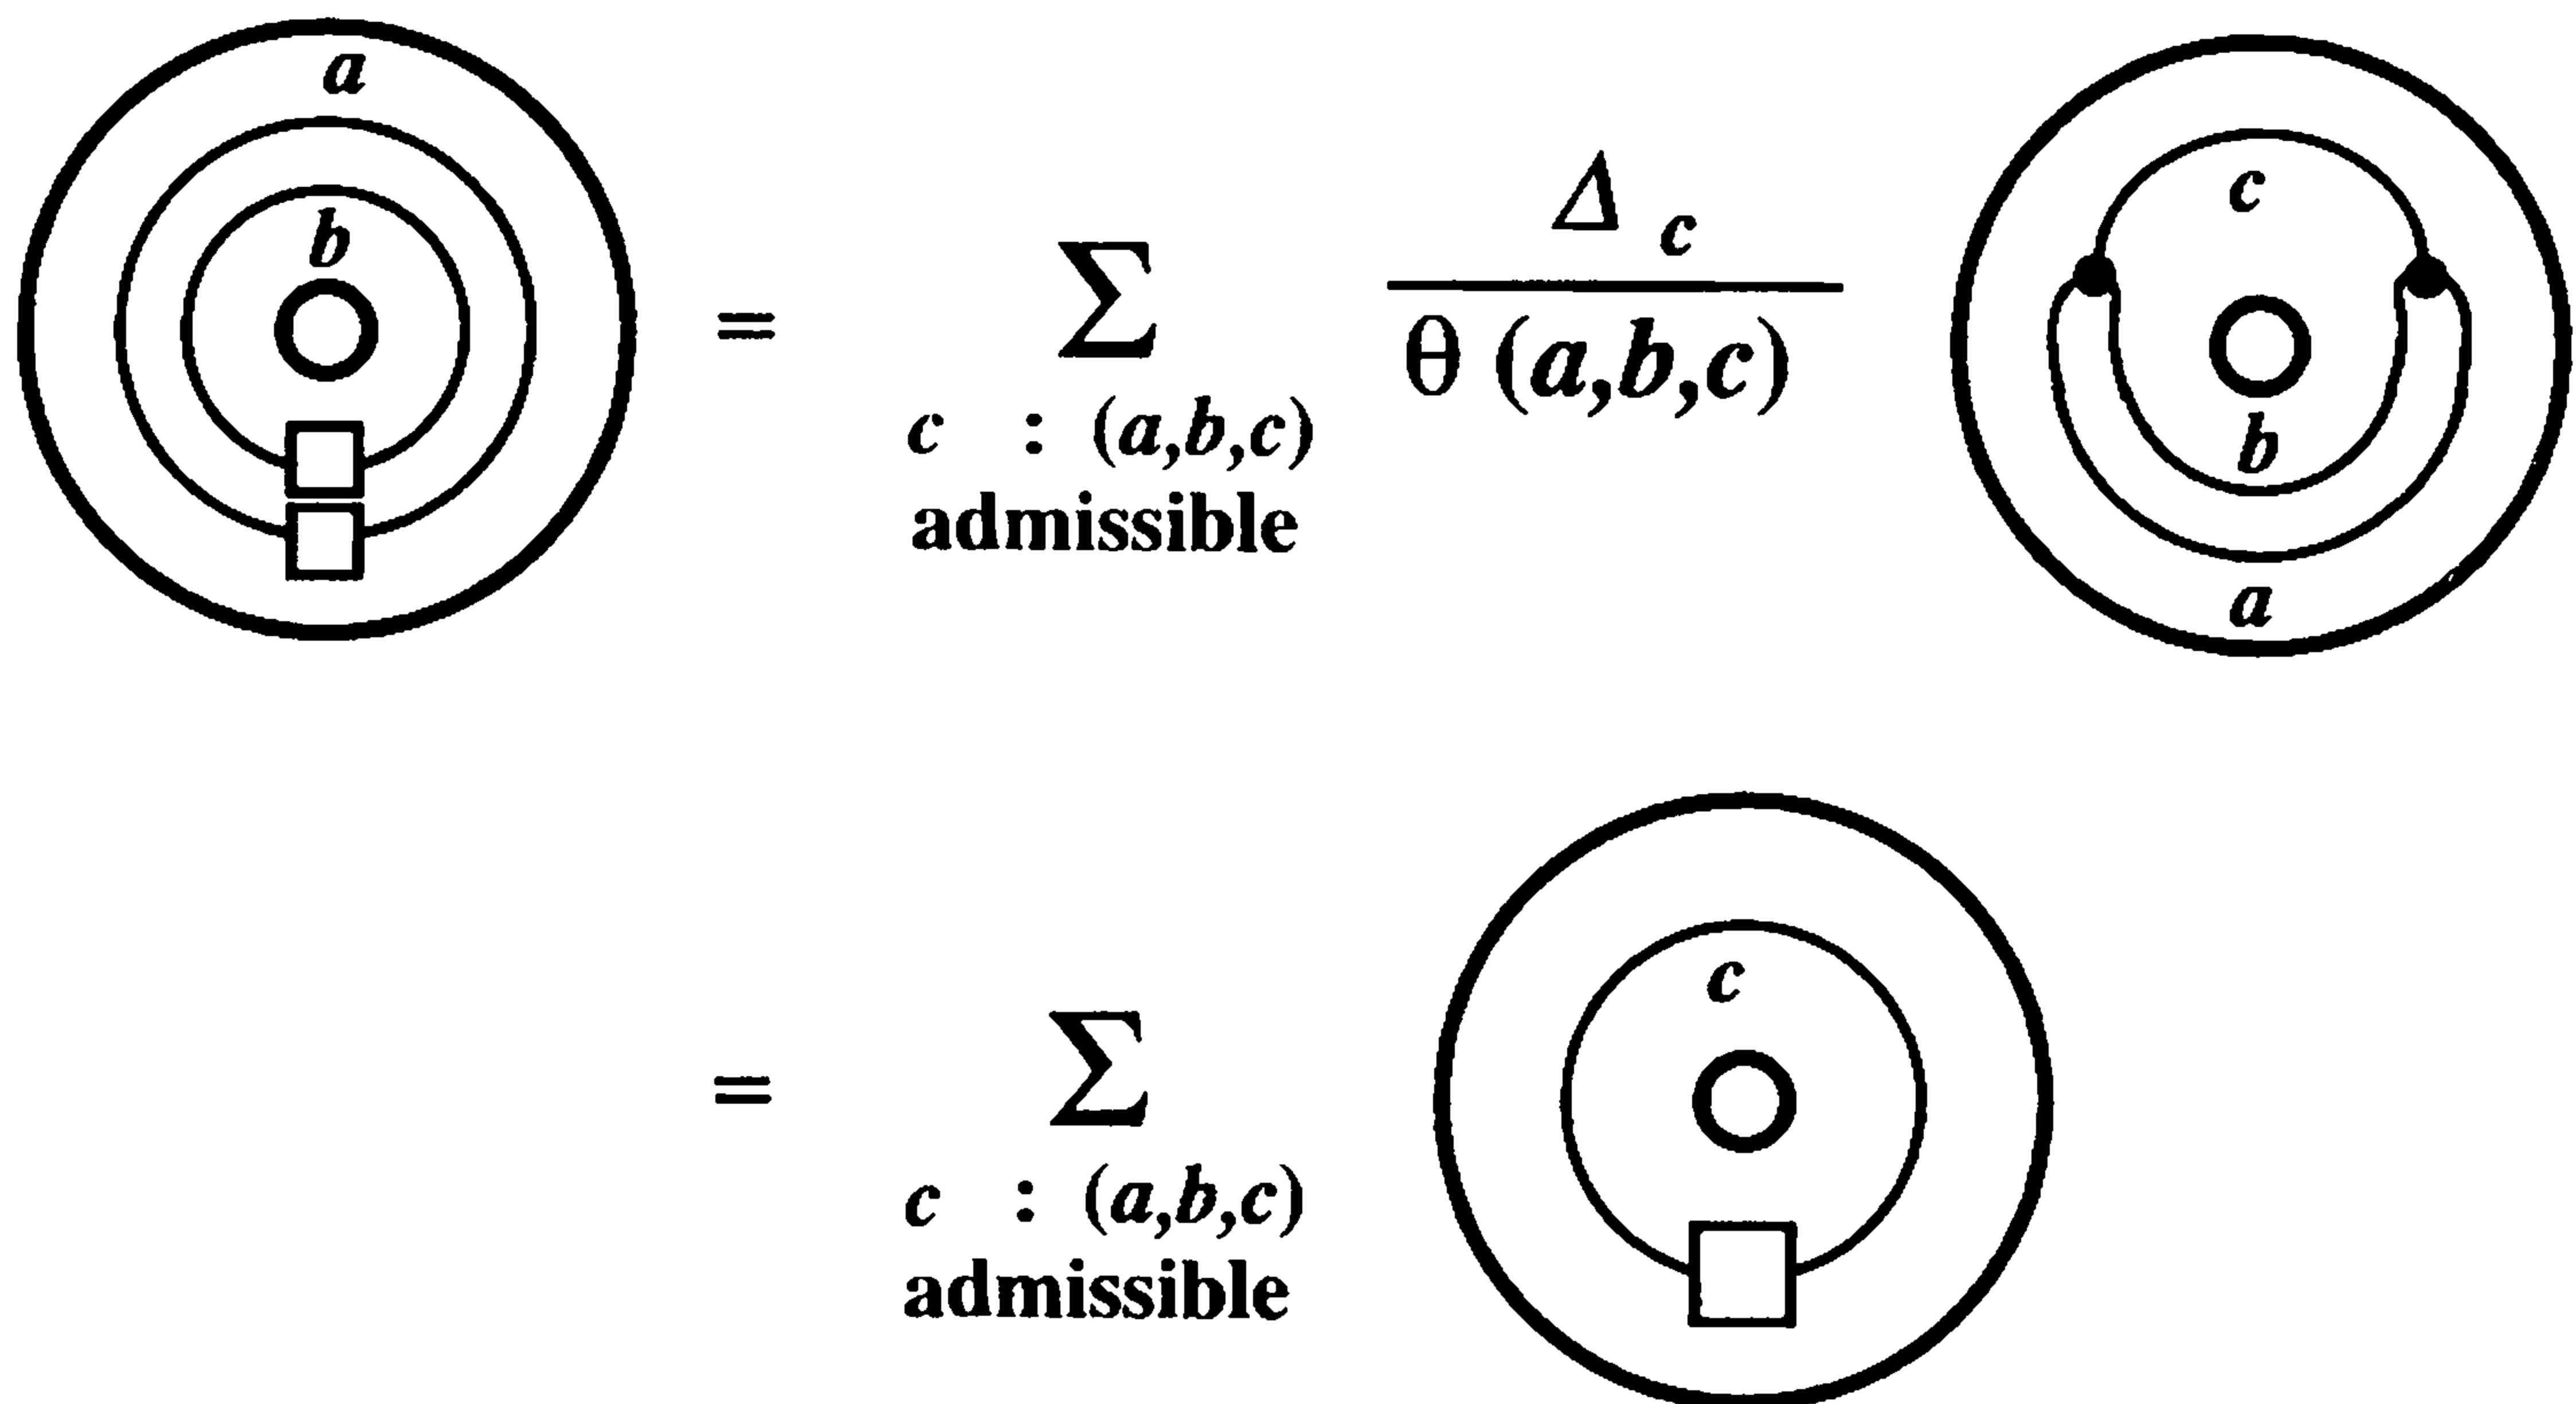 a
b
= Σ Δ c / θ (a,b,c)
c : (a,b,c)
admissible
c
b
a
= Σ
c : (a,b,c)
admissible
c